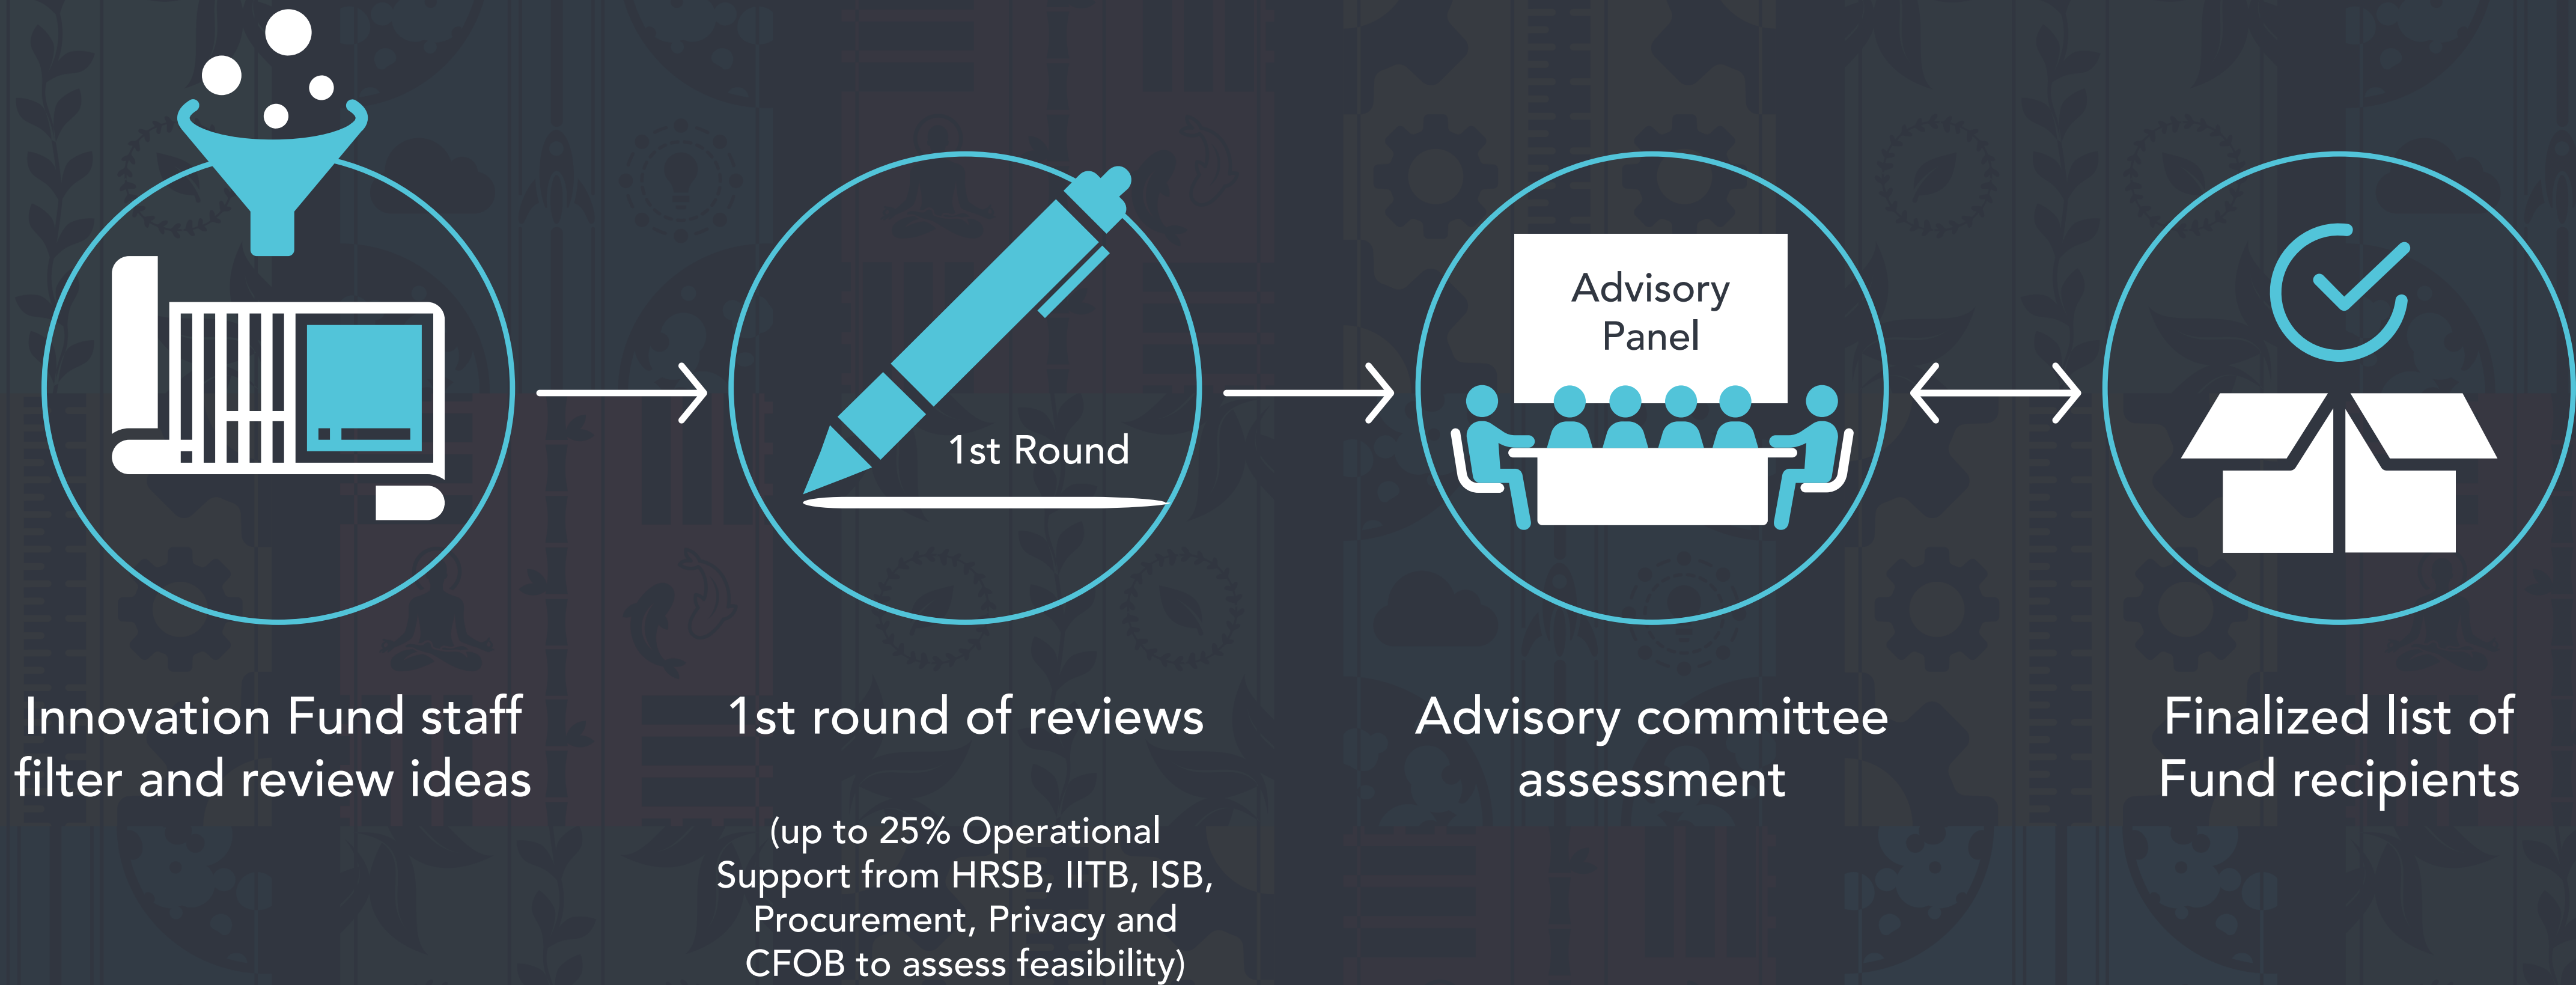 Advisory
Panel
1st Round
Innovation Fund staff
filter and review ideas
1st round of reviews
(up to 25% Operational
Support from HRSB, IITB, ISB,
Procurement, Privacy and
CFOB to assess feasibility)
Advisory committee
assessment
Finalized list of
Fund recipients